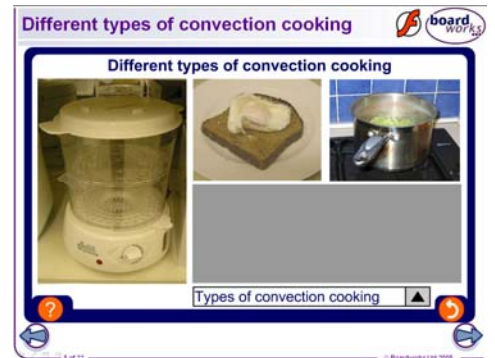 Different types of convection cooking
board
works
Different types of convection cooking
?
Types of convection cooking